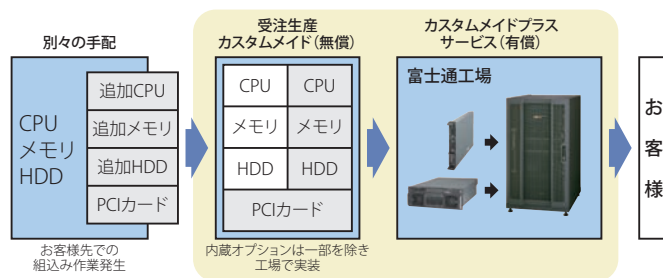 別々の手配
CPU
メモリ
HDD
追加CPU
追加メモリ
追加HDD
PCIカード
お客様先での
組込み作業発生
受注生産
カスタムメイド(無償)
CPU CPU
メモリ メモリ
HDD HDD
PCIカード
内蔵オプションは一部を除き
工場で実装
カスタムメイドプラス
サービス(有償)
富士通工場
お
客
様